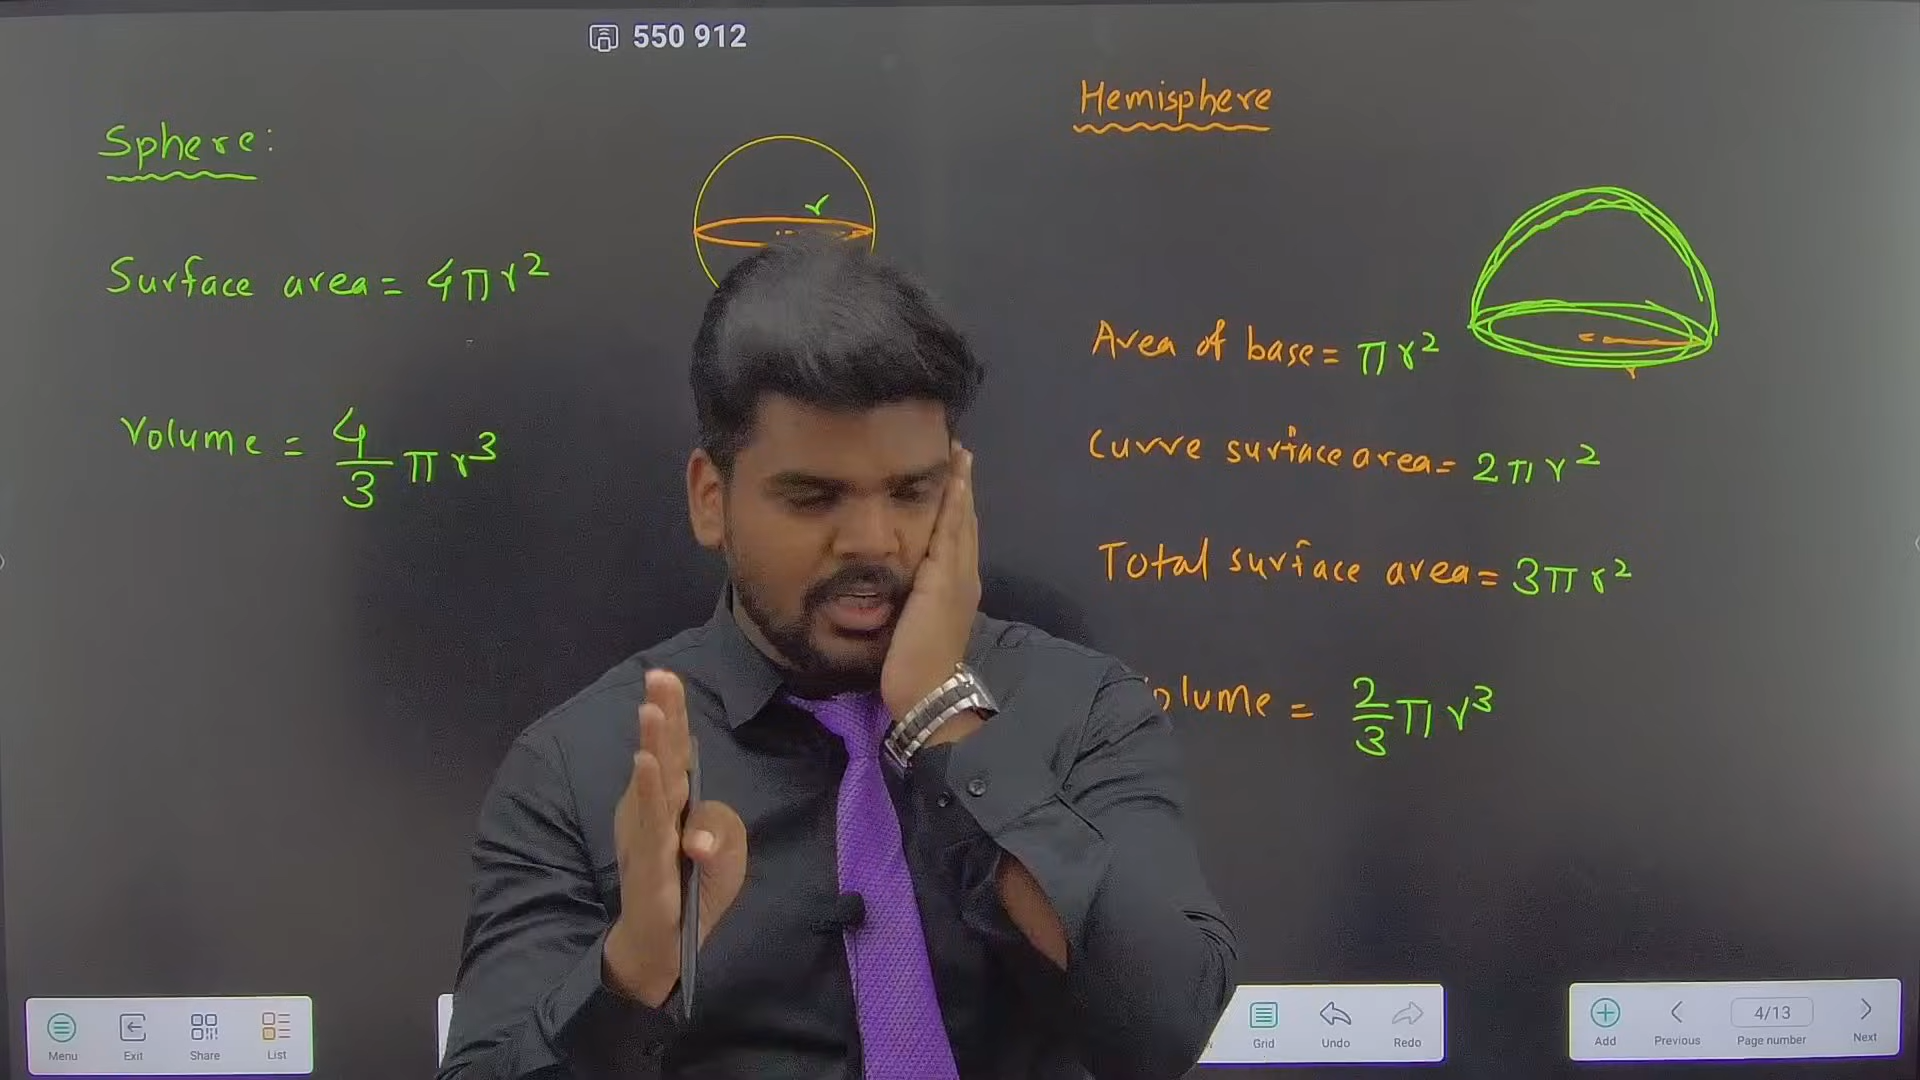 550 912
Sphere:
Surface area = 4πr²
Volume = 4/3 πr³
r
Hemisphere
Area of base = πr²
Curve surface area = 2πr²
Total surface area = 3πr²
= 2/3 πr³
r
Menu
Exit
Share
List
Grid
Undo
Redo
Add
Previous
4/13
Page number
Next